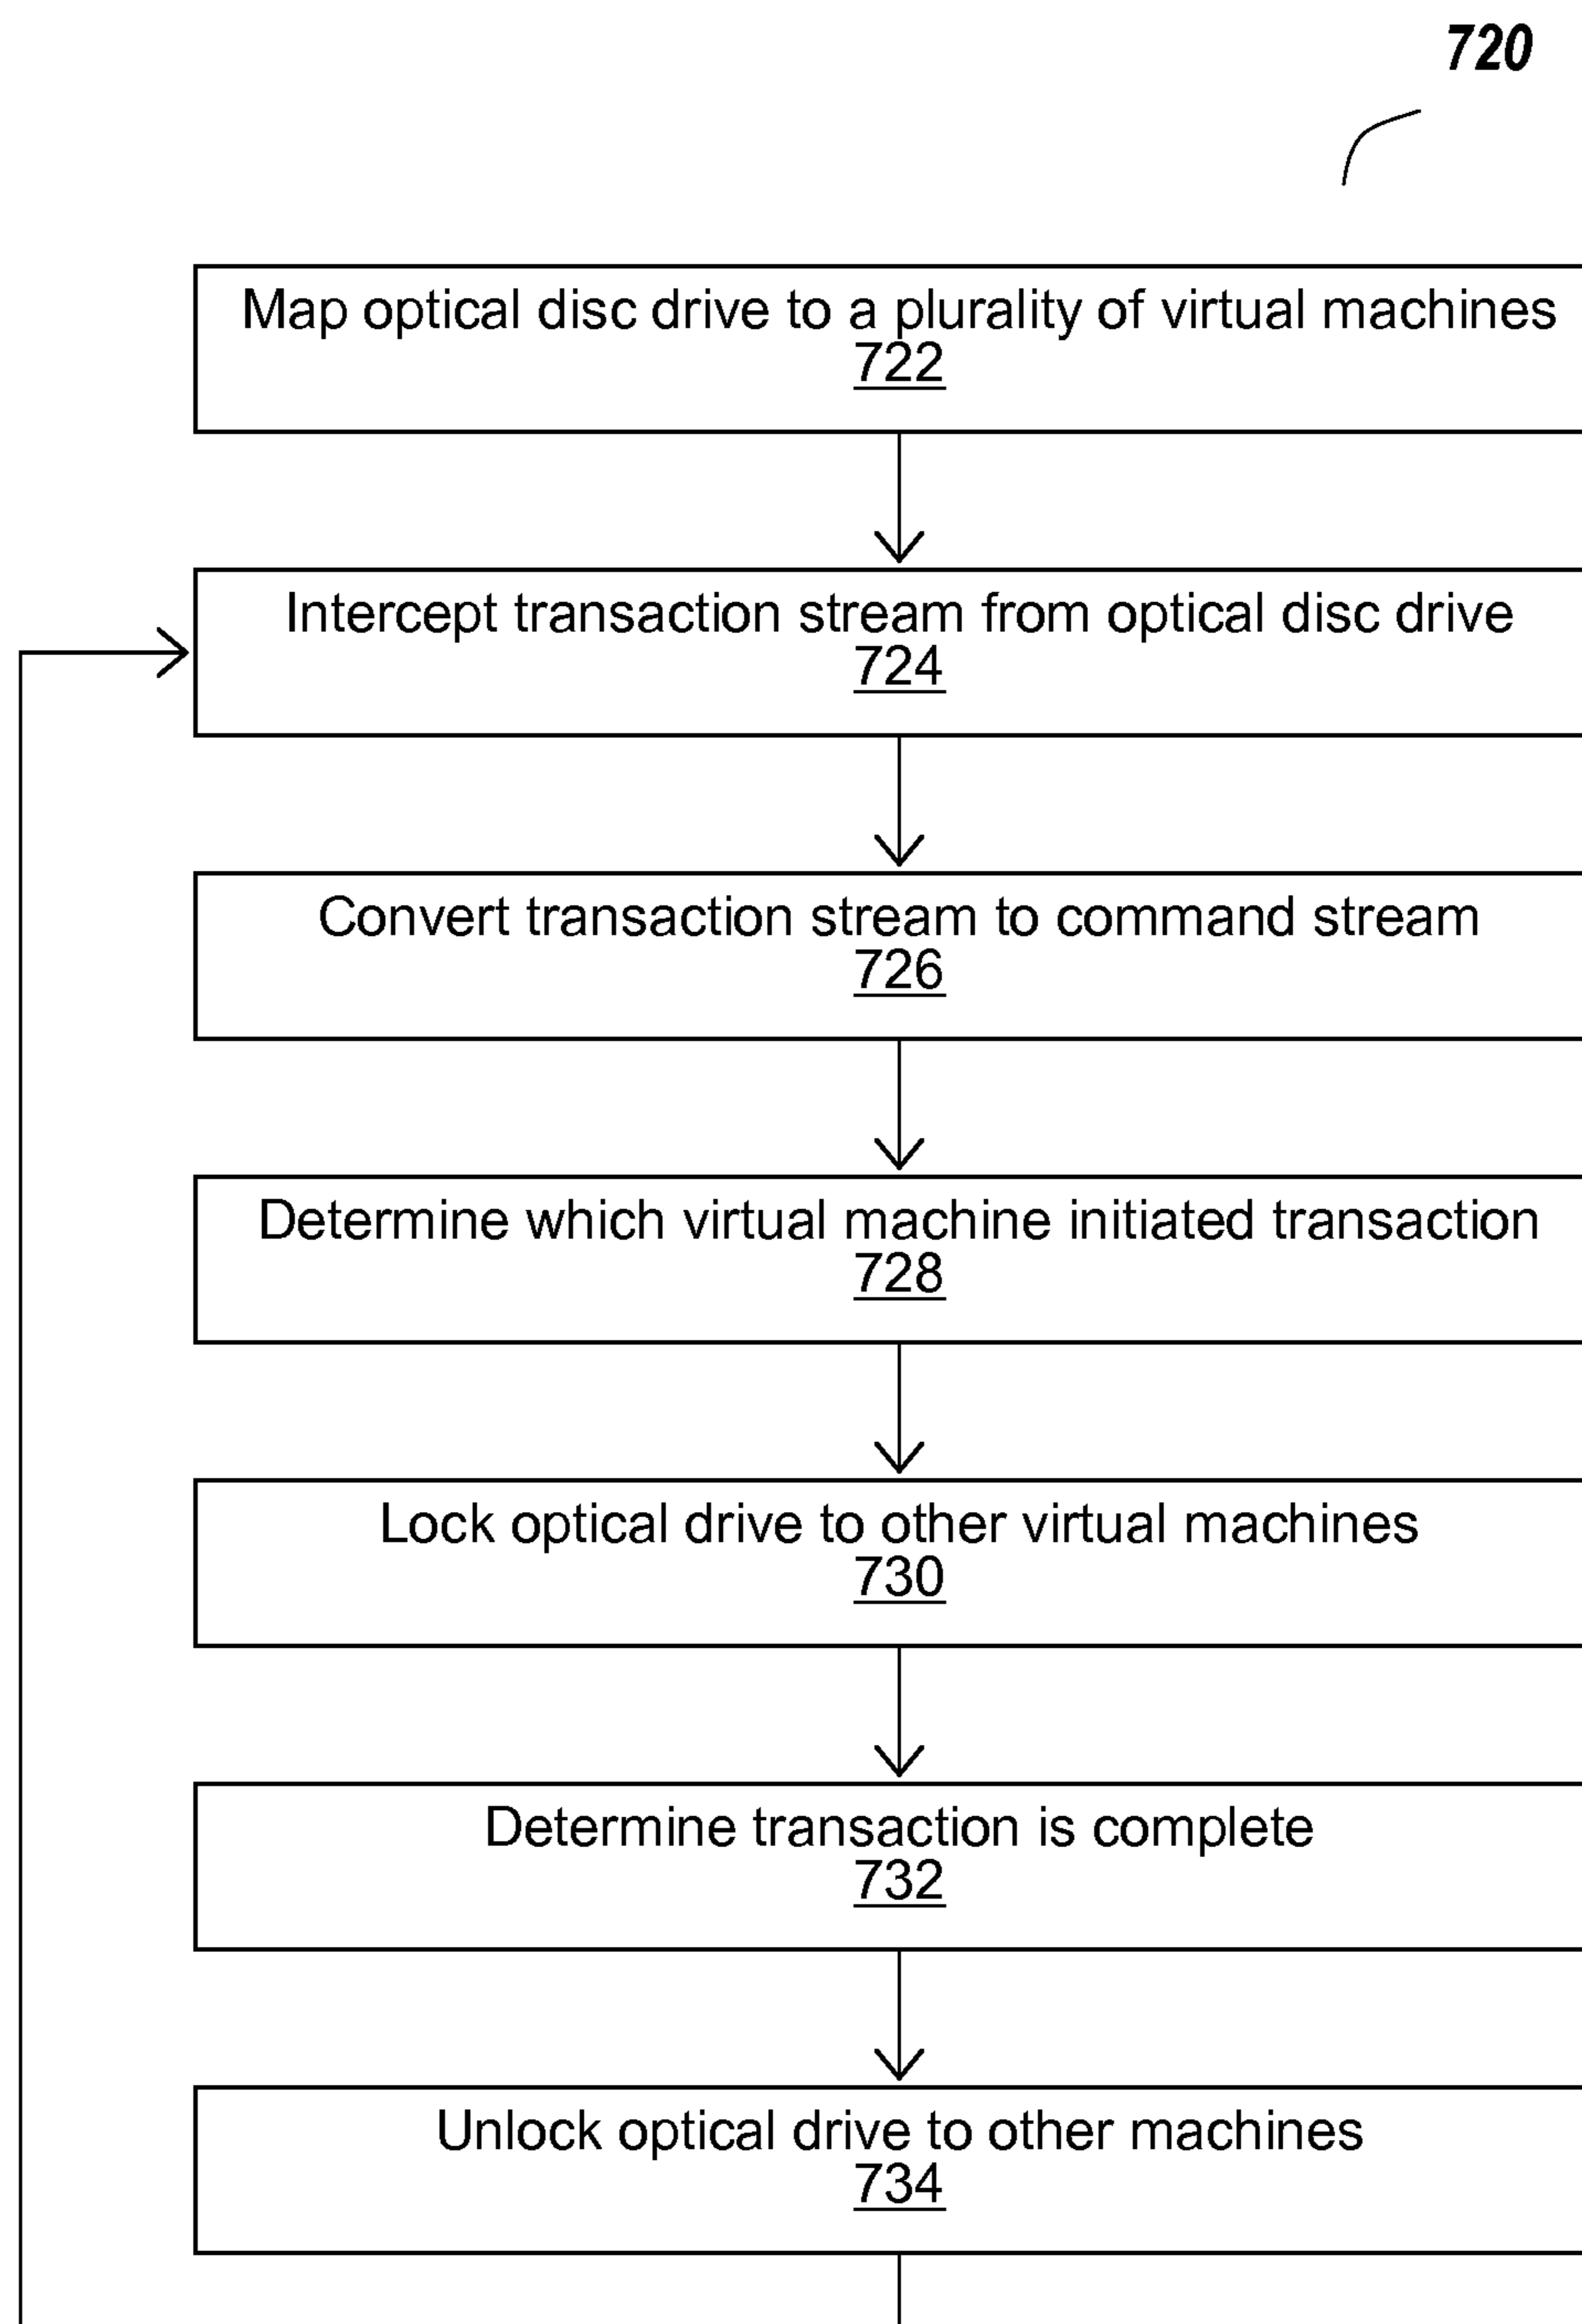 720
Map optical disc drive to a plurality of virtual machines
722
Intercept transaction stream from optical disc drive
724
Convert transaction stream to command stream
726
Determine which virtual machine initiated transaction
728
Lock optical drive to other virtual machines
730
Determine transaction is complete
732
Unlock optical drive to other machines
734